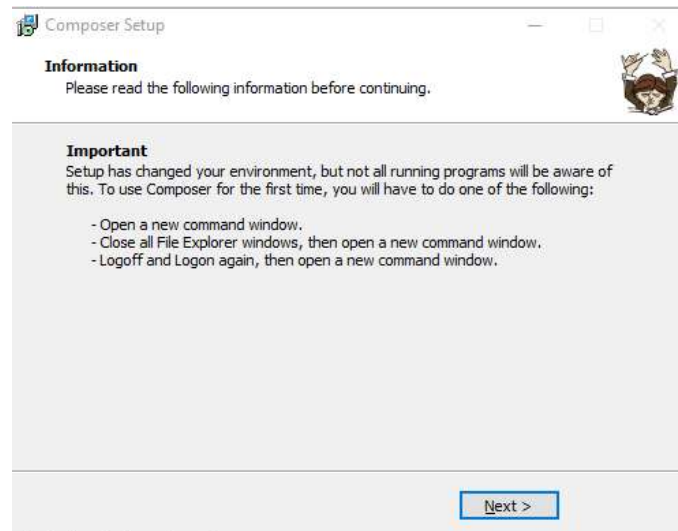 Composer Setup
Information
Please read the following information before continuing.
Important
Setup has changed your environment, but not all running programs will be aware of
this. To use Composer for the first time, you will have to do one of the following:
- Open a new command window.
- Close all File Explorer windows, then open a new command window.
- Logoff and Logon again, then open a new command window.
Next >